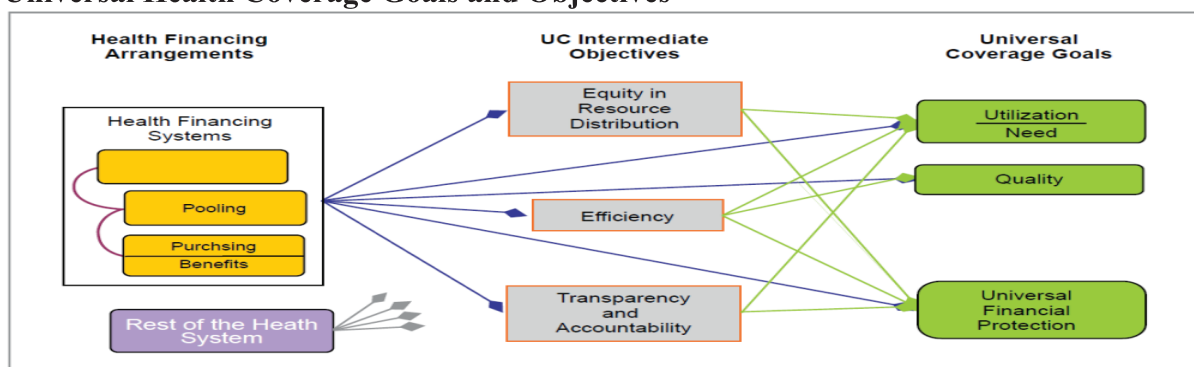 Universal Health Coverage Goals and Objectives
Health Financing
Arrangements
UC Intermediate
Objectives
Universal
Coverage Goals
Health Financing
Systems
Pooling
Purchsing
Benefits
Rest of the Heath
System
Equity in
Resource
Distribution
Efficiency
Transparency
and
Accountability
Utilization
Need
Quality
Universal
Financial
Protection